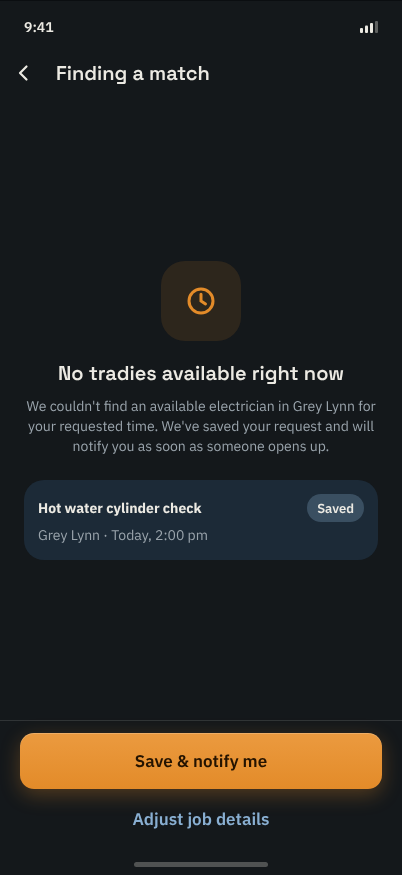 9:41
Finding a match
No tradies available right now
We couldn't find an available electrician in Grey Lynn for
your requested time. We've saved your request and will
notify you as soon as someone opens up.
Hot water cylinder check
Saved
Grey Lynn · Today, 2:00 pm
Save & notify me
Adjust job details